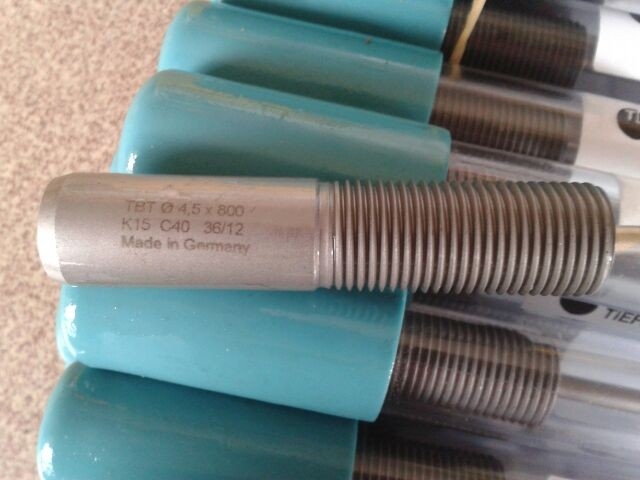 TBT Ø 4,5 x 800
K15 C40 36/12
Made in Germany